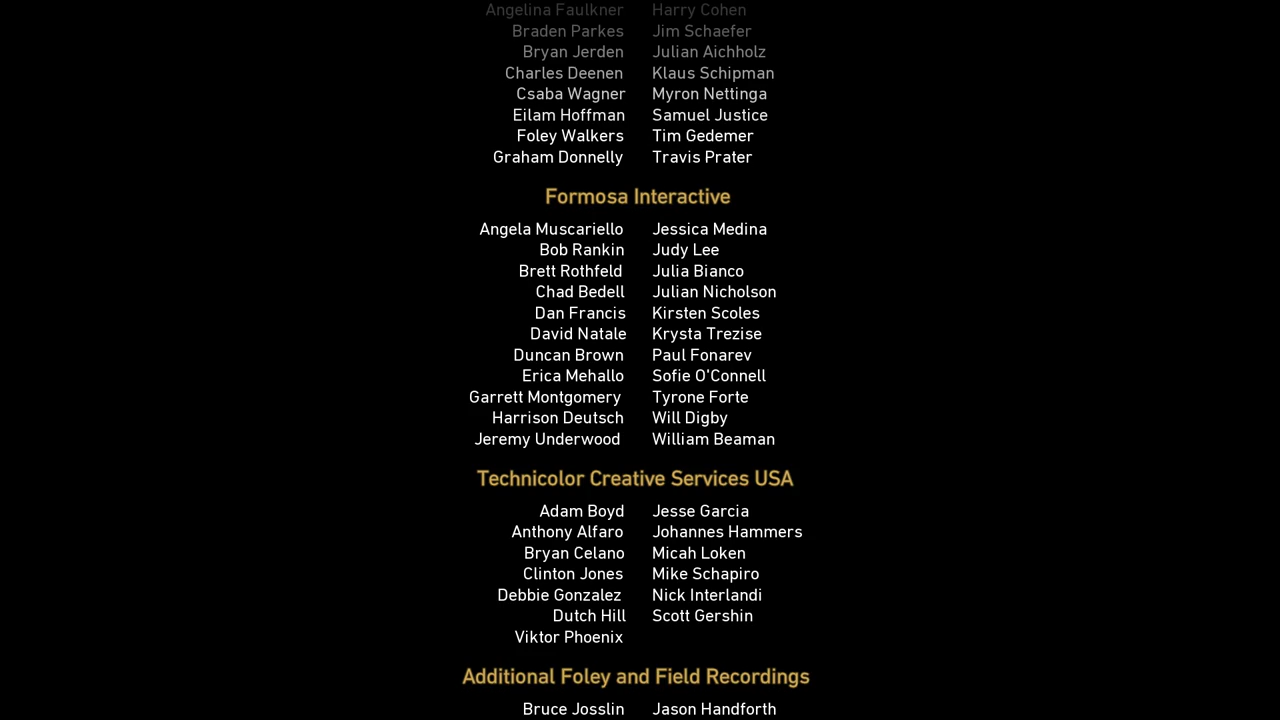 Angelina Faulkner Harry Cohen
Braden Parkes Jim Schaefer
Bryan Jerden Julian Aichholz
Charles Deenen Klaus Schipman
Csaba Wagner Myron Nettinga
Eilam Hoffman Samuel Justice
Foley Walkers Tim Gedemer
Graham Donnelly Travis Prater
Formosa Interactive
Angela Muscariello Jessica Medina
Bob Rankin Judy Lee
Brett Rothfeld Julia Bianco
Chad Bedell Julian Nicholson
Dan Francis Kirsten Scoles
David Natale Krysta Trezise
Duncan Brown Paul Fonarev
Erica Mehallo Sofie O'Connell
Garrett Montgomery Tyrone Forte
Harrison Deutsch Will Digby
Jeremy Underwood William Beaman
Technicolor Creative Services USA
Adam Boyd Jesse Garcia
Anthony Alfaro Johannes Hammers
Bryan Celano Micah Loken
Clinton Jones Mike Schapiro
Debbie Gonzalez Nick Interlandi
Dutch Hill Scott Gershin
Viktor Phoenix
Additional Foley and Field Recordings
Bruce Josslin Jason Handforth